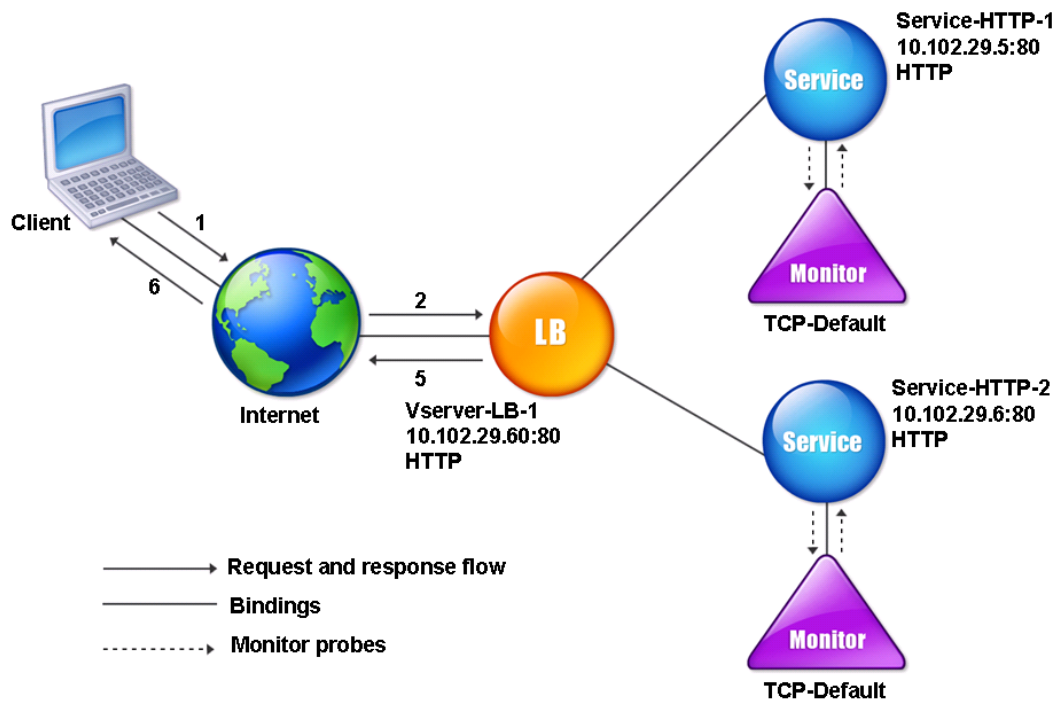 Service-HTTP-1
10.102.29.5:80
HTTP
Service
Client
1
6
Monitor
TCP-Default
2
LB
5
Internet
Vserver-LB-1
10.102.29.60:80
HTTP
Service-HTTP-2
10.102.29.6:80
HTTP
Service
Request and response flow
Bindings
Monitor probes
Monitor
TCP-Default